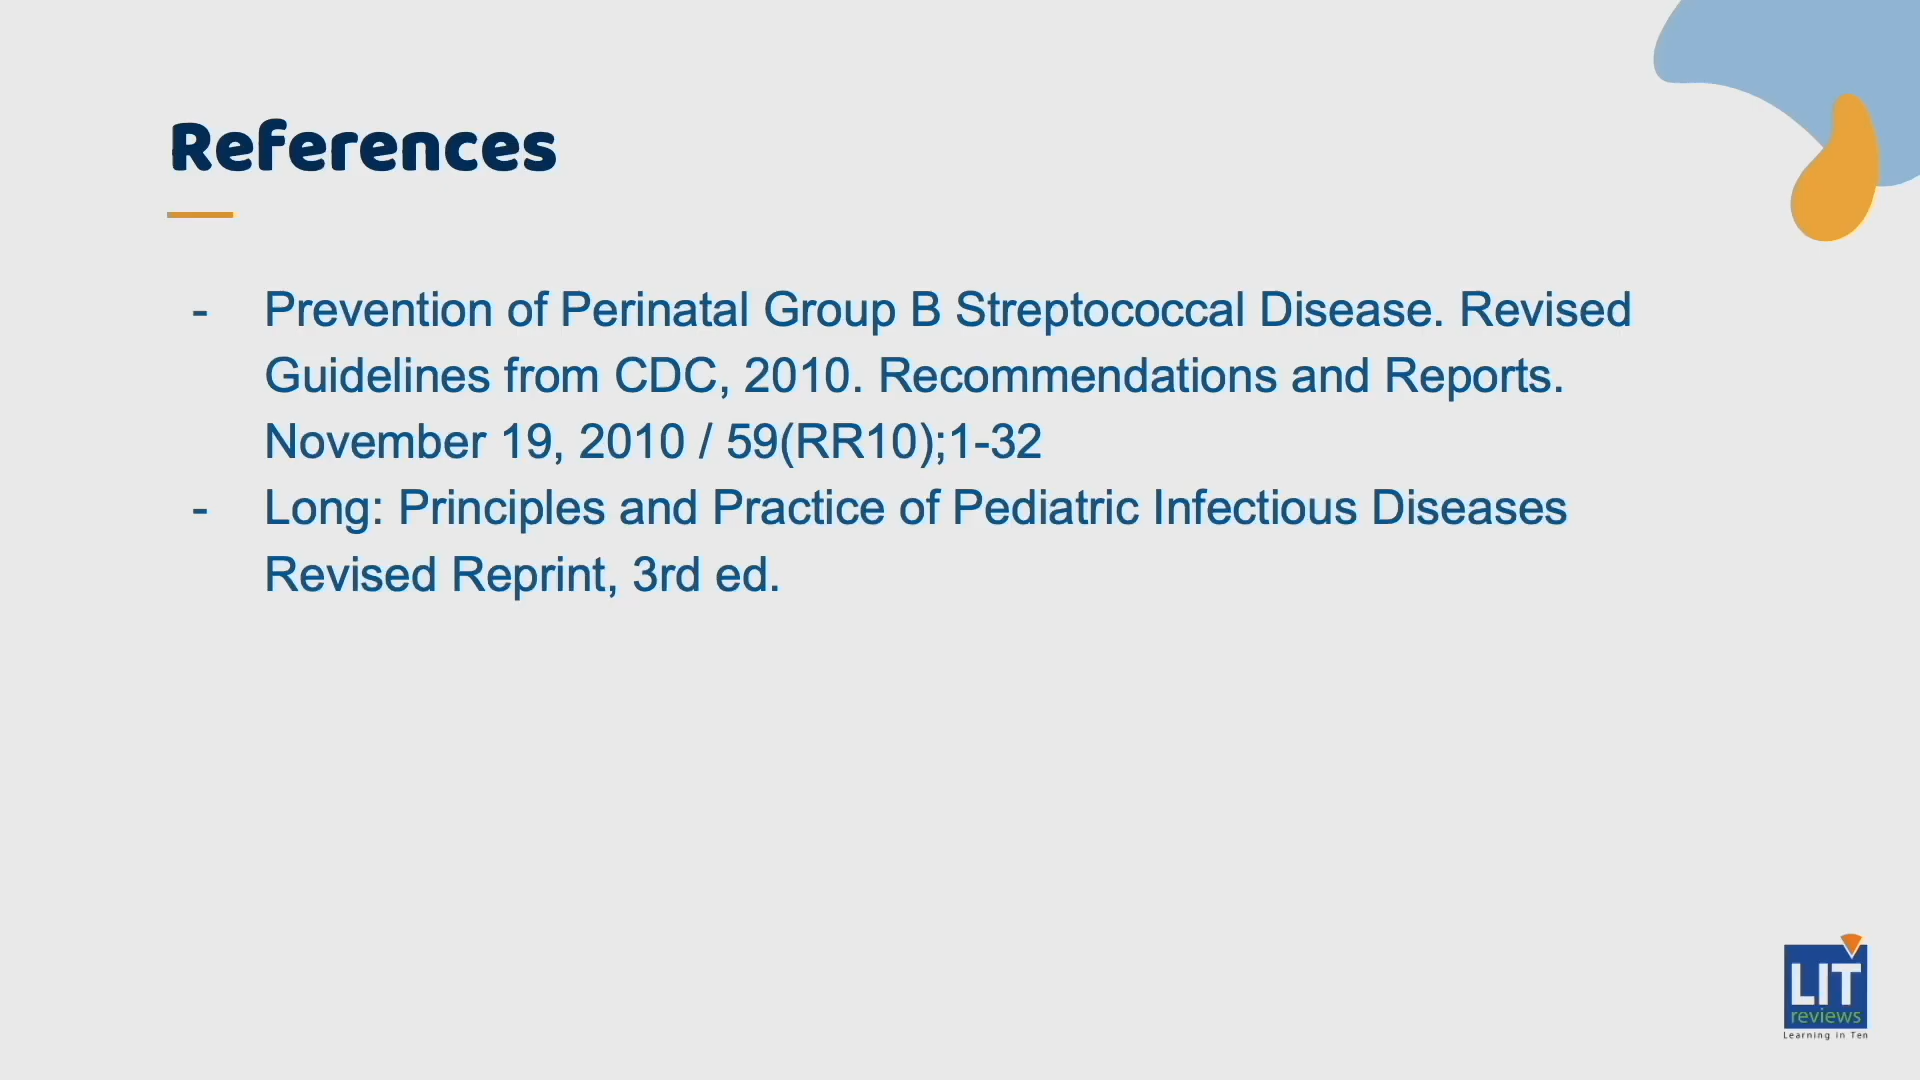 References
- Prevention of Perinatal Group B Streptococcal Disease. Revised
Guidelines from CDC, 2010. Recommendations and Reports.
November 19, 2010 / 59(RR10);1-32
- Long: Principles and Practice of Pediatric Infectious Diseases
Revised Reprint, 3rd ed.
LIT
reviews
Learning in Ten